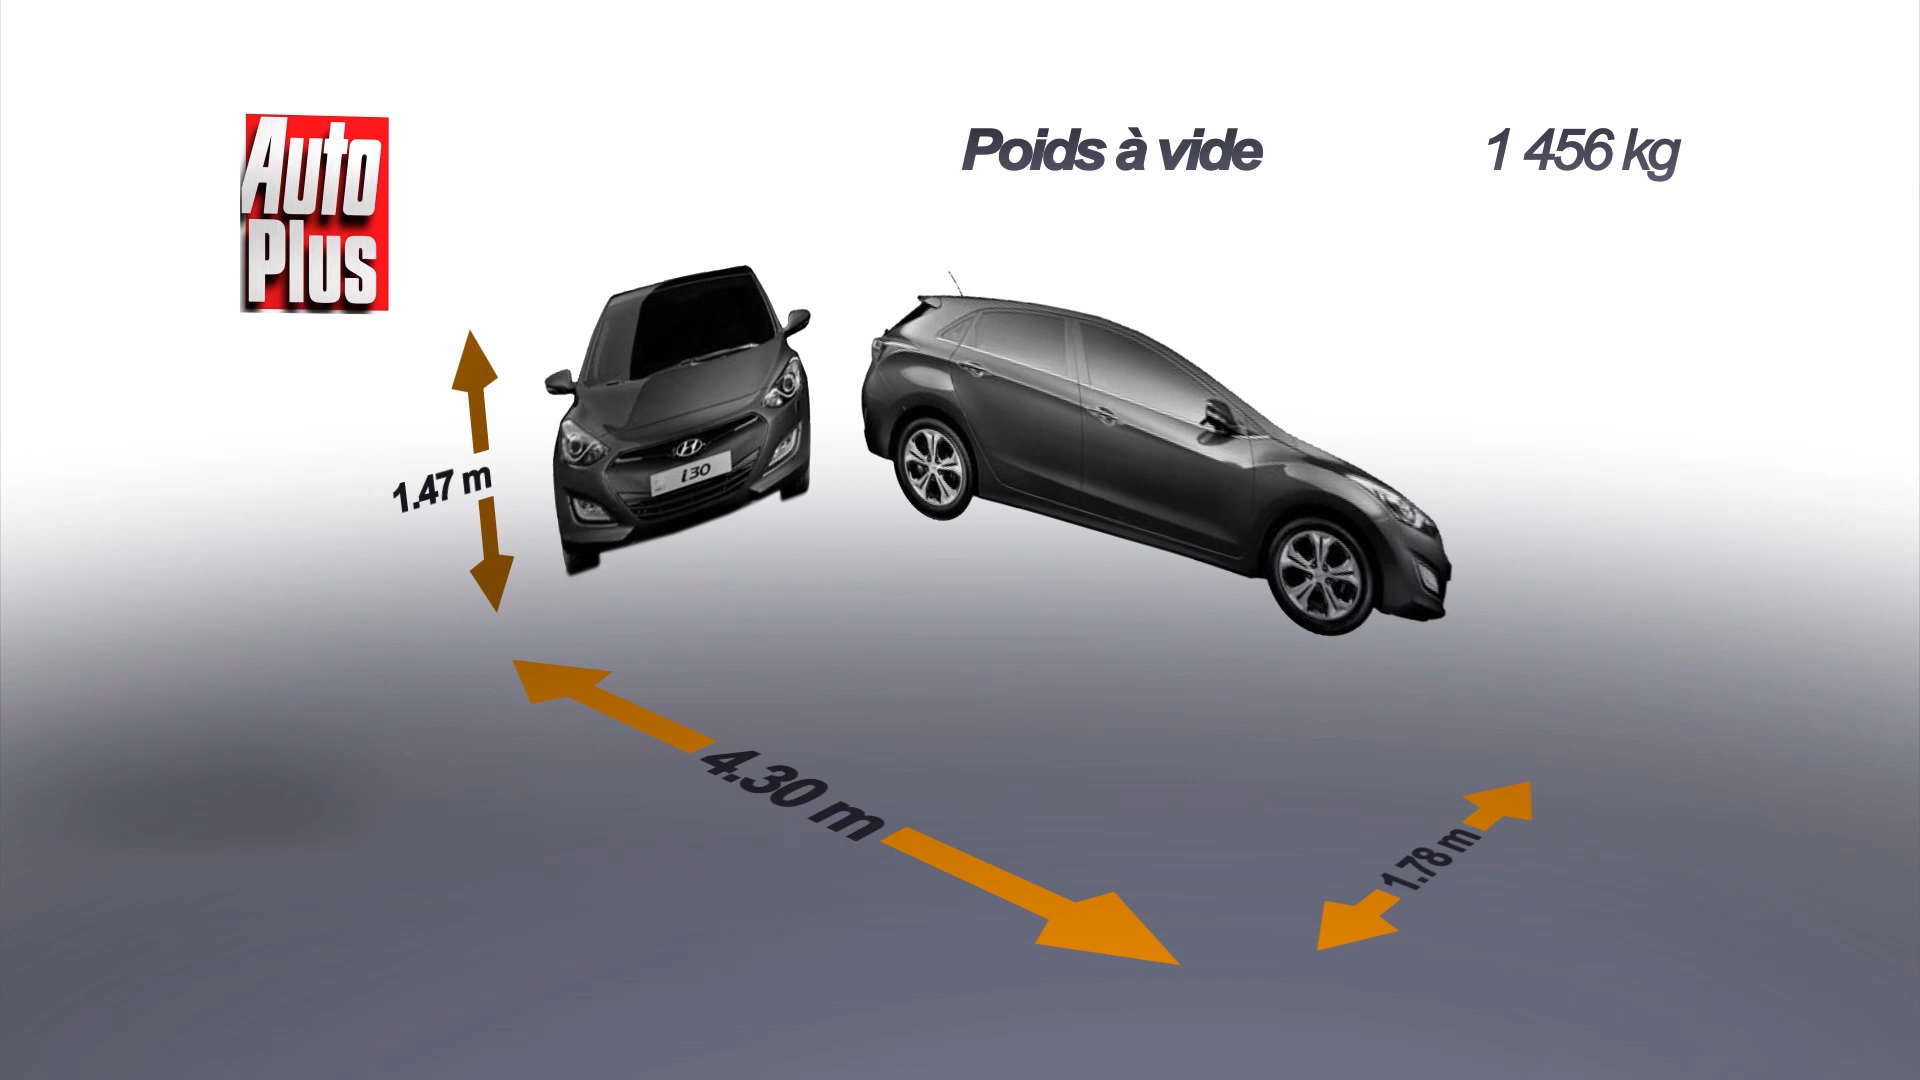 Auto
Plus
Poids à vide 1 456 kg
1.47 m
i30
4.30 m
1.78 m